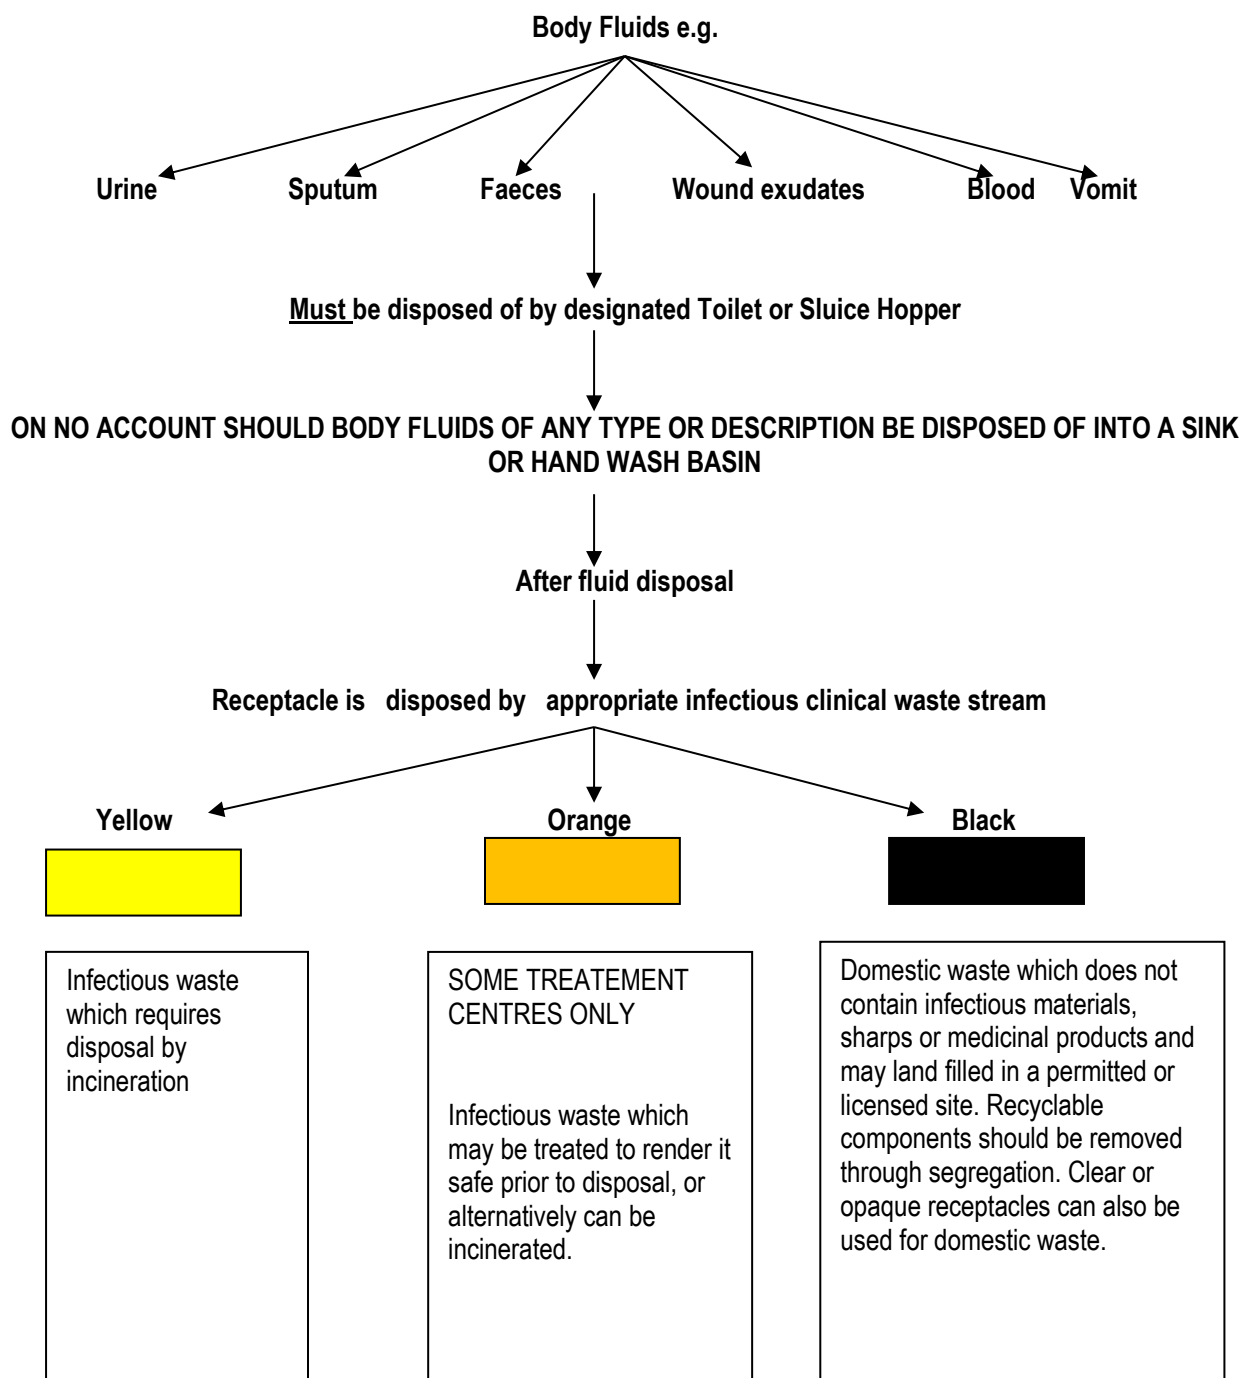 Body Fluids e.g.
Urine Sputum Faeces Wound exudates Blood Vomit
Must be disposed of by designated Toilet or Sluice Hopper
ON NO ACCOUNT SHOULD BODY FLUIDS OF ANY TYPE OR DESCRIPTION BE DISPOSED OF INTO A SINK
OR HAND WASH BASIN
After fluid disposal
Receptacle is disposed by appropriate infectious clinical waste stream
Yellow
Orange
Black
Infectious waste
which requires
disposal by
incineration
SOME TREATEMENT
CENTRES ONLY
Infectious waste which
may be treated to render it
safe prior to disposal, or
alternatively can be
incinerated.
Domestic waste which does not
contain infectious materials,
sharps or medicinal products and
may land filled in a permitted or
licensed site. Recyclable
components should be removed
through segregation. Clear or
opaque receptacles can also be
used for domestic waste.